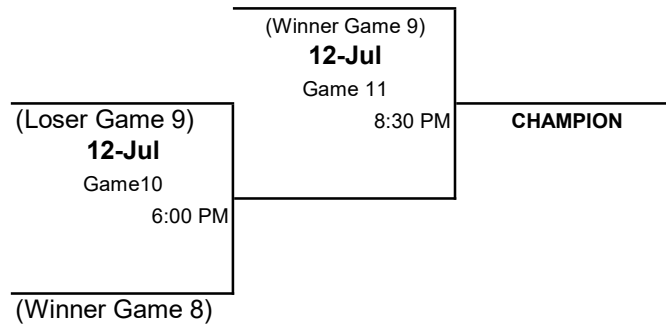 (Winner Game 9)
12-Jul
Game 11
8:30 PM
CHAMPION
(Loser Game 9)
12-Jul
Game10
6:00 PM
(Winner Game 8)